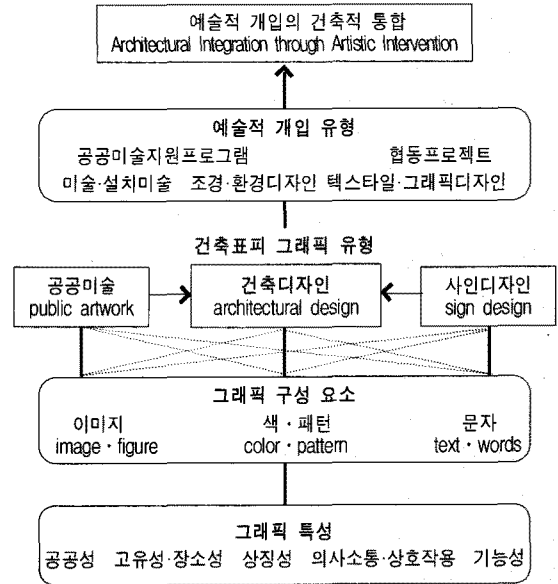 예술적 개입의 건축적 통합
Architectural Integration through Artistic Intervention
예술적 개입 유형
공공미술지원프로그램 협동프로젝트
미술·설치미술 조경·환경디자인 텍스타일·그래픽디자인
건축표피 그래픽 유형
공공미술 건축디자인 사인디자인
public artwork architectural design sign design
그래픽 구성 요소
이미지 색·패턴 문자
image·figure color·pattern text·words
그래픽 특성
공공성 고유성·장소성 상징성 의사소통·상호작용 기능성